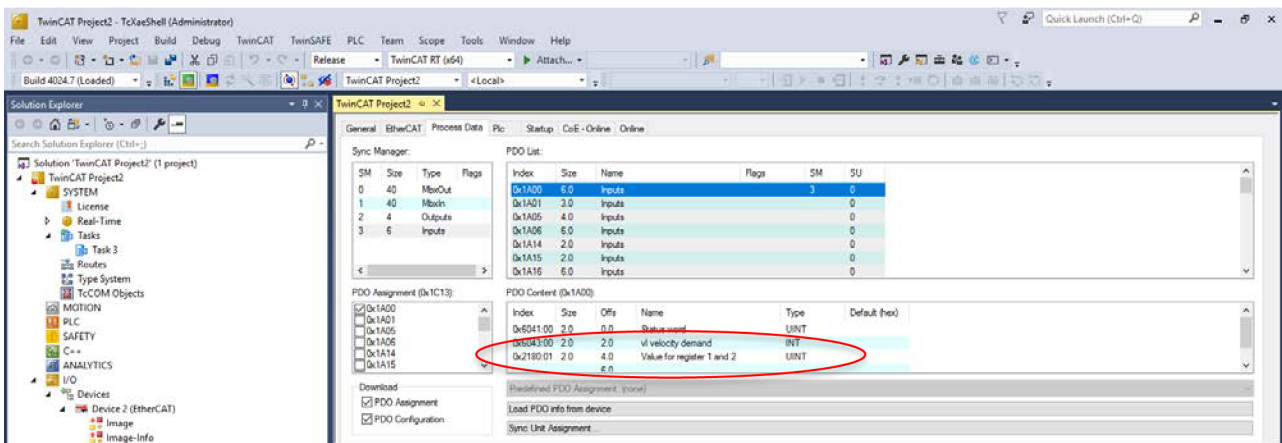 TwinCAT Project2 - TcXaeShell (Administrator)
Quick Launch (Ctrl+Q)
File Edit View Project Build Debug TwinCAT TwinSAFE PLC Team Scope Tools Window Help
Release TwinCAT RT (x64) Attach...
Build 4024.7 (Loaded) TwinCAT Project2 <Local>
Solution Explorer
Search Solution Explorer (Ctrl+;)
Solution 'TwinCAT Project2' (1 project)
TwinCAT Project2
SYSTEM
License
Real-Time
Tasks
Task 3
Routes
Type System
TcCOM Objects
MOTION
PLC
SAFETY
C++
ANALYTICS
I/O
Devices
Device 2 (EtherCAT)
Image
Image-Info
TwinCAT Project2
General EtherCAT Process Data Plc Startup CoE - Online Online
Sync Manager:
SM Size Type Flags
0 40 MbxOut
1 40 MbxIn
2 4 Outputs
3 6 Inputs
PDO List:
Index Size Name Flags SM SU
0x1A00 6.0 Inputs 3 0
0x1A01 3.0 Inputs 0
0x1A05 4.0 Inputs 0
0x1A06 6.0 Inputs 0
0x1A14 2.0 Inputs 0
0x1A15 2.0 Inputs 0
0x1A16 6.0 Inputs 0
PDO Assignment (0x1C13):
0x1A00
0x1A01
0x1A05
0x1A06
0x1A14
0x1A15
PDO Content (0x1A00):
Index Size Offs Name Type Default (hex)
0x6041:00 2.0 0.0 Status word UINT
0x6043:00 2.0 2.0 vl velocity demand INT
0x2180:01 2.0 4.0 Value for register 1 and 2 UINT
6.0
Download
PDO Assignment
PDO Configuration
Predefined PDO Assignment: (none)
Load PDO info from device
Sync Unit Assignment...